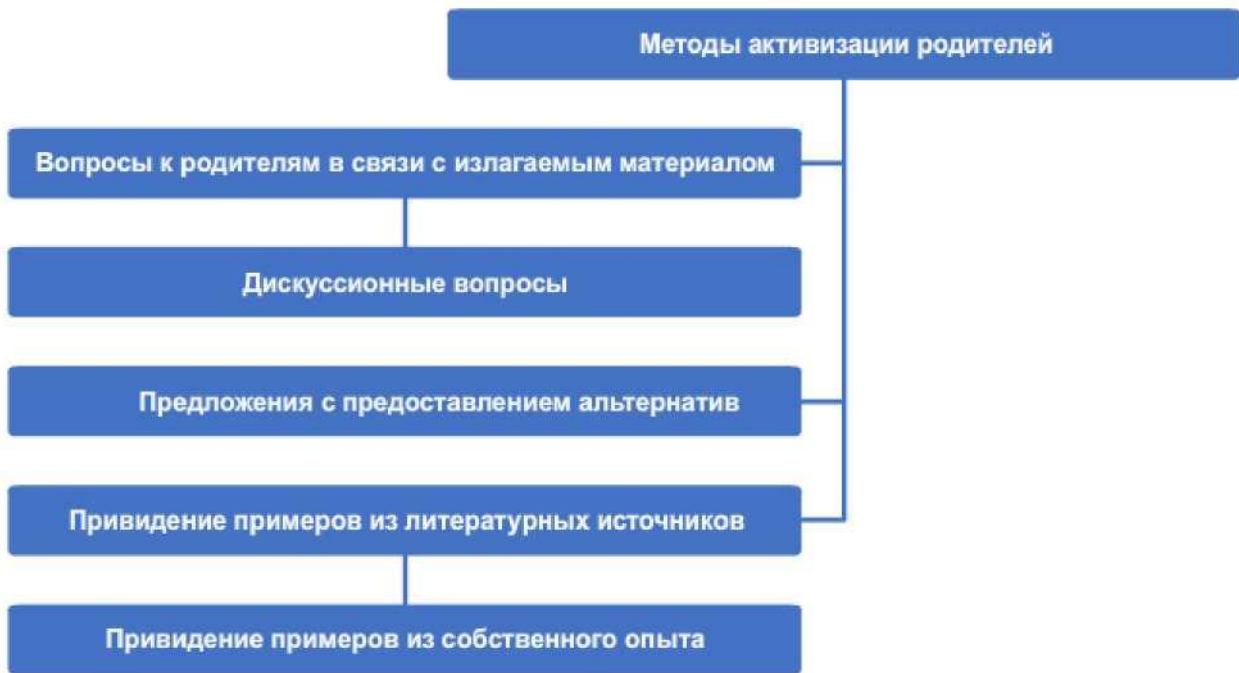 Методы активизации родителей
Вопросы к родителям в связи с излагаемым материалом
Дискуссионные вопросы
Предложения с предоставлением альтернатив
Привидение примеров из литературных источников
Привидение примеров из собственного опыта